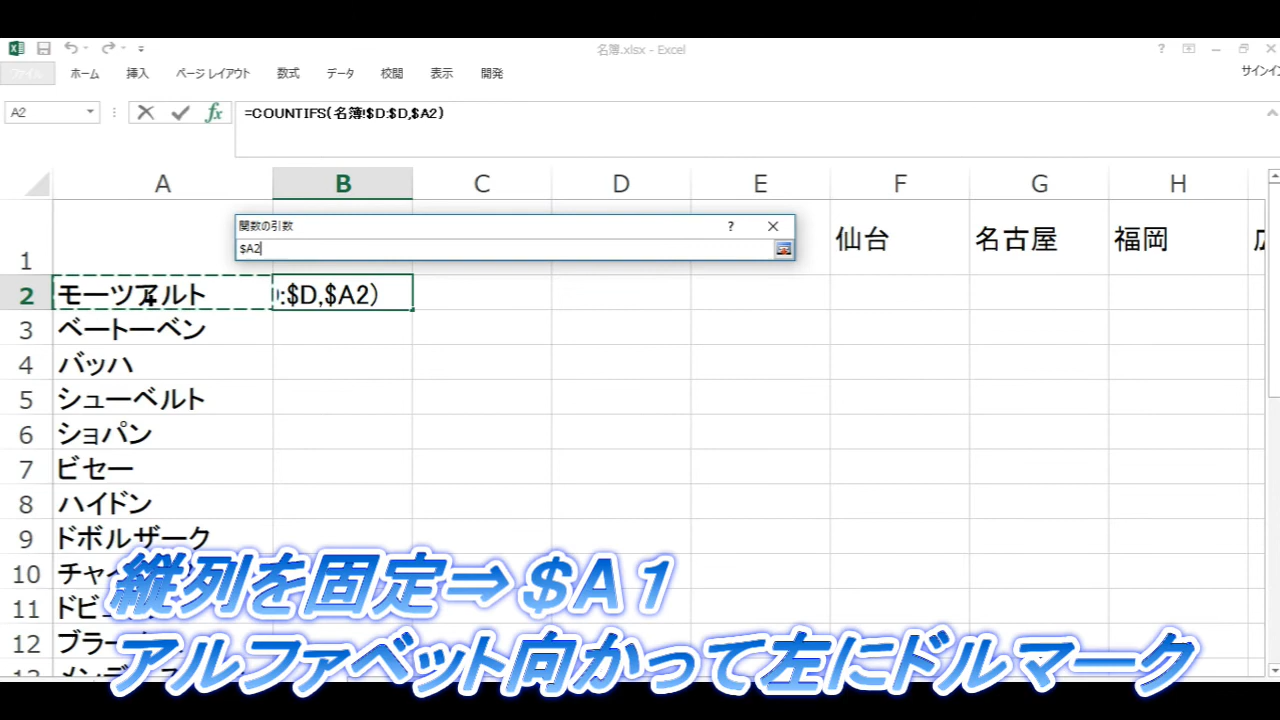 名簿.xlsx - Excel
ファイル ホーム 挿入 ページ レイアウト 数式 データ 校閲 表示 開発 サインイン
A2 fx =COUNTIFS(名簿!$D:$D,$A2)
A B C D E F G H
関数の引数
$A2
1 仙台 名古屋 福岡
2 モーツァルト :$D,$A2)
3 ベートーベン
4 バッハ
5 シューベルト
6 ショパン
7 ビゼー
8 ハイドン
9 ドボルザーク
10 チャイ
11 ドビュ
12 ブラー
13
縦列を固定⇒$A1
アルファベット向かって左にドルマーク